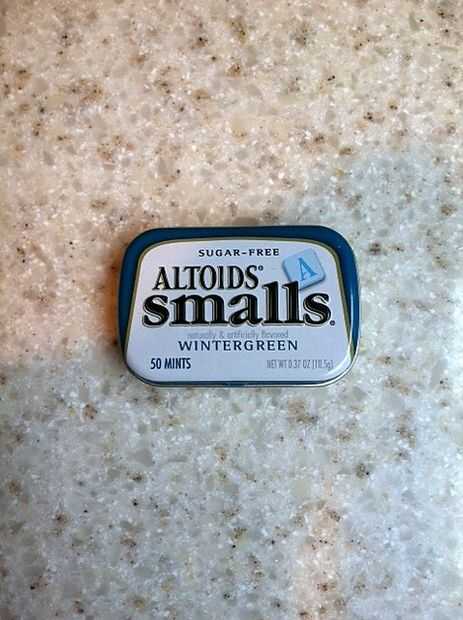 SUGAR-FREE
ALTOIDS®
A
smalls®
naturally & artificially flavored
WINTERGREEN
50 MINTS NET WT 0.37 OZ (10.5g)